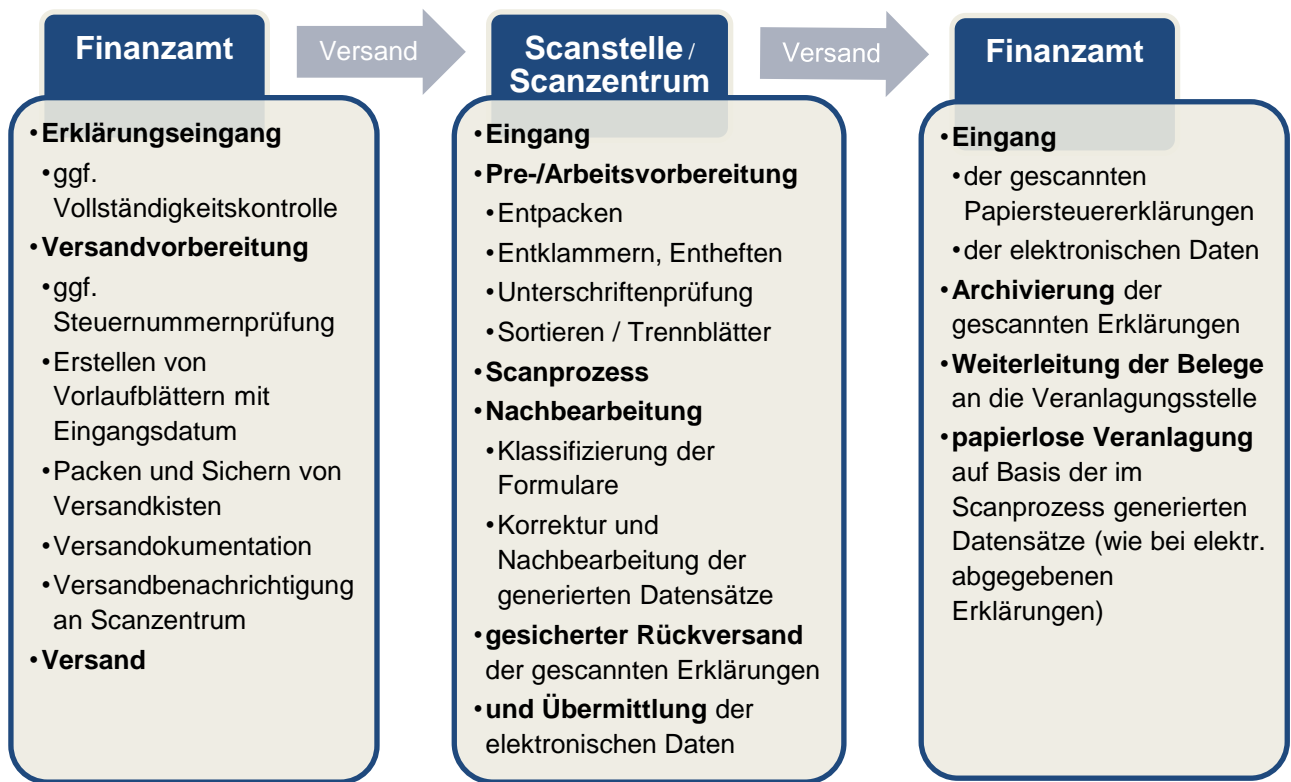 Finanzamt
Versand
Scanstelle /
Scanzentrum
Versand
Finanzamt
•Erklärungseingang
•ggf.
Vollständigkeitskontrolle
•Versandvorbereitung
•ggf.
Steuernummernprüfung
•Erstellen von
Vorlaufblättern mit
Eingangsdatum
•Packen und Sichern von
Versandkisten
•Versandokumentation
•Versandbenachrichtigung
an Scanzentrum
•Versand
•Eingang
•Pre-/Arbeitsvorbereitung
•Entpacken
•Entklammern, Entheften
•Unterschriftenprüfung
•Sortieren / Trennblätter
•Scanprozess
•Nachbearbeitung
•Klassifizierung der
Formulare
•Korrektur und
Nachbearbeitung der
generierten Datensätze
•gesicherter Rückversand
der gescannten Erklärungen
•und Übermittlung der
elektronischen Daten
•Eingang
•der gescannten
Papiersteuererklärungen
•der elektronischen Daten
•Archivierung der
gescannten Erklärungen
•Weiterleitung der Belege
an die Veranlagungsstelle
•papierlose Veranlagung
auf Basis der im
Scanprozess generierten
Datensätze (wie bei elektr.
abgegebenen
Erklärungen)